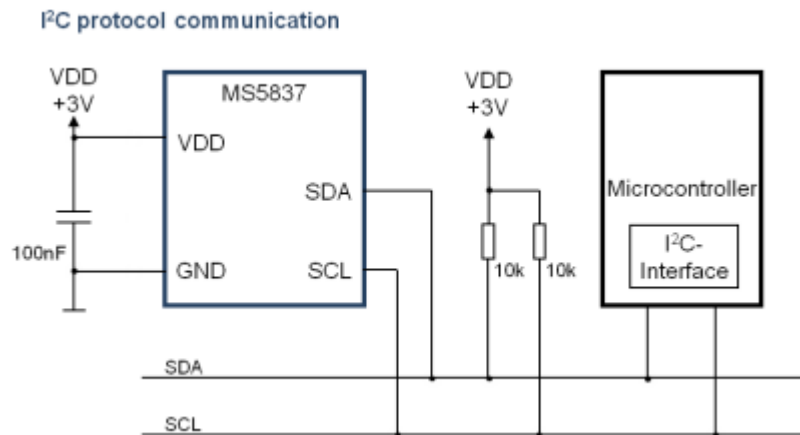 I²C protocol communication
VDD
+3V
MS5837
VDD
SDA
100nF
GND
SCL
VDD
+3V
10k
10k
Microcontroller
I²C-
Interface
SDA
SCL